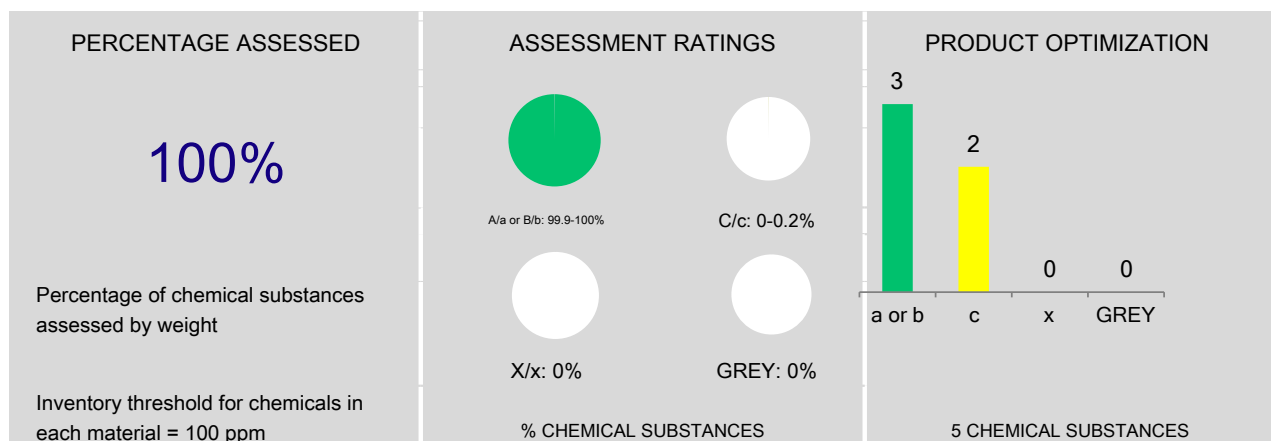 PERCENTAGE ASSESSED
100%
Percentage of chemical substances
assessed by weight
Inventory threshold for chemicals in
each material = 100 ppm
ASSESSMENT RATINGS
A/a or B/b: 99.9-100%
C/c: 0-0.2%
X/x: 0%
GREY: 0%
% CHEMICAL SUBSTANCES
PRODUCT OPTIMIZATION
3
2
0
0
a or b
c
x
GREY
5 CHEMICAL SUBSTANCES